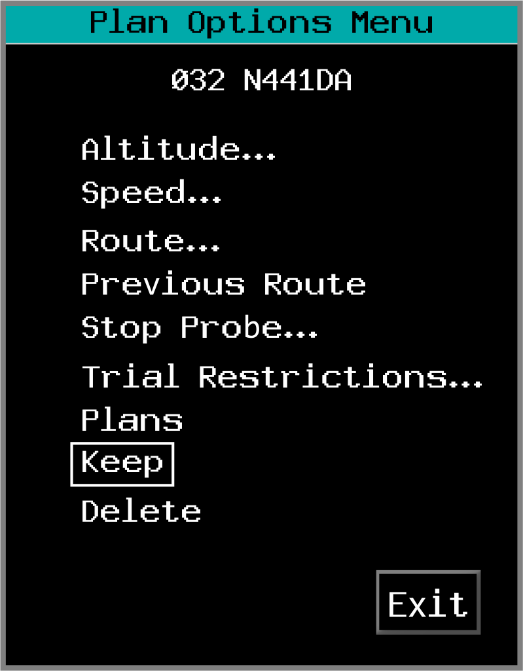 Plan Options Menu
032 N441DA
Altitude...
Speed...
Route...
Previous Route
Stop Probe...
Trial Restrictions...
Plans
Keep
Delete
Exit